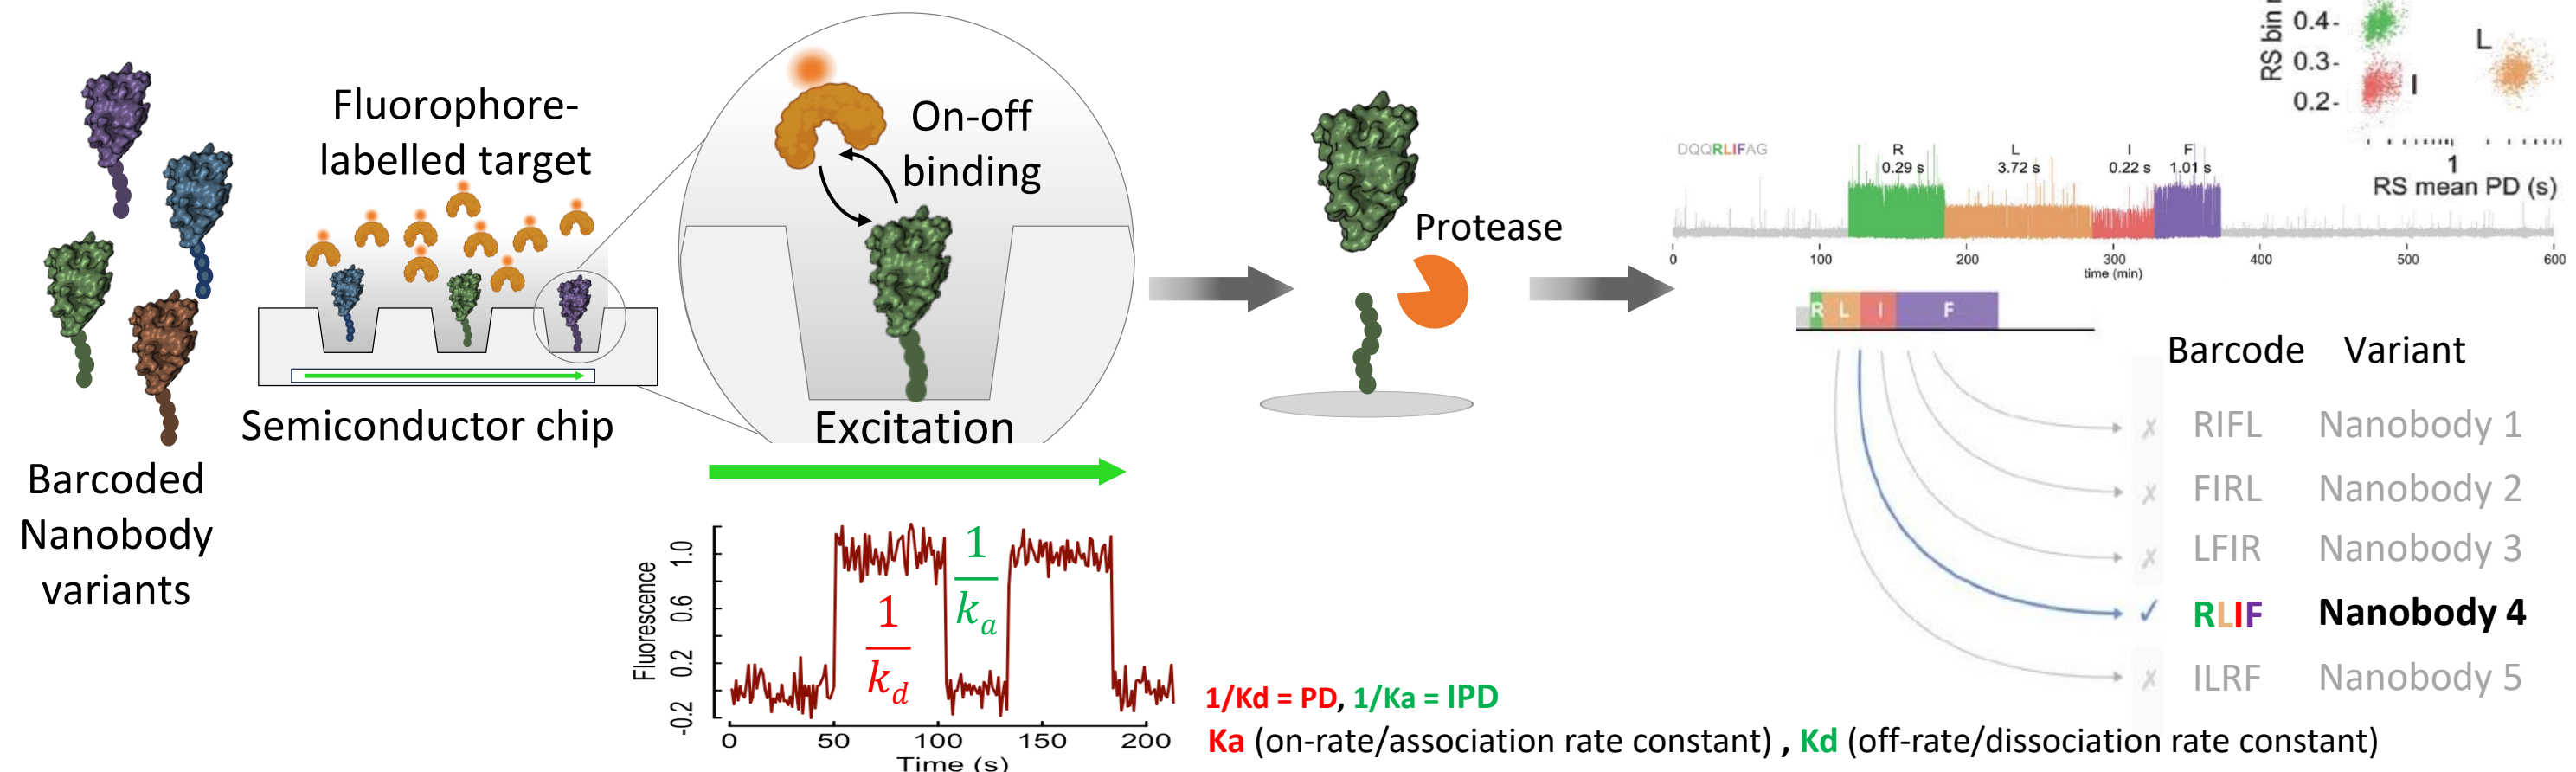 Barcoded
Nanobody
variants
Fluorophore-
labelled target
Semiconductor chip
On-off
binding
Excitation
Fluorescence
1.0
0.6
0.2
-0.2
1
k_d
1
k_a
0 50 100 150 200
Time (s)
1/Kd = PD, 1/Ka = IPD
Ka (on-rate/association rate constant) , Kd (off-rate/dissociation rate constant)
Protease
RS bin
0.4-
0.3-
0.2-
L
I
1
RS mean PD (s)
DQQRLIFAG
R
0.29 s
L
3.72 s
I
0.22 s
F
1.01 s
0 100 200 300 400 500 600
time (min)
R L I F
Barcode Variant
✗ RIFL Nanobody 1
✗ FIRL Nanobody 2
✗ LFIR Nanobody 3
✓ RLIF Nanobody 4
✗ ILRF Nanobody 5